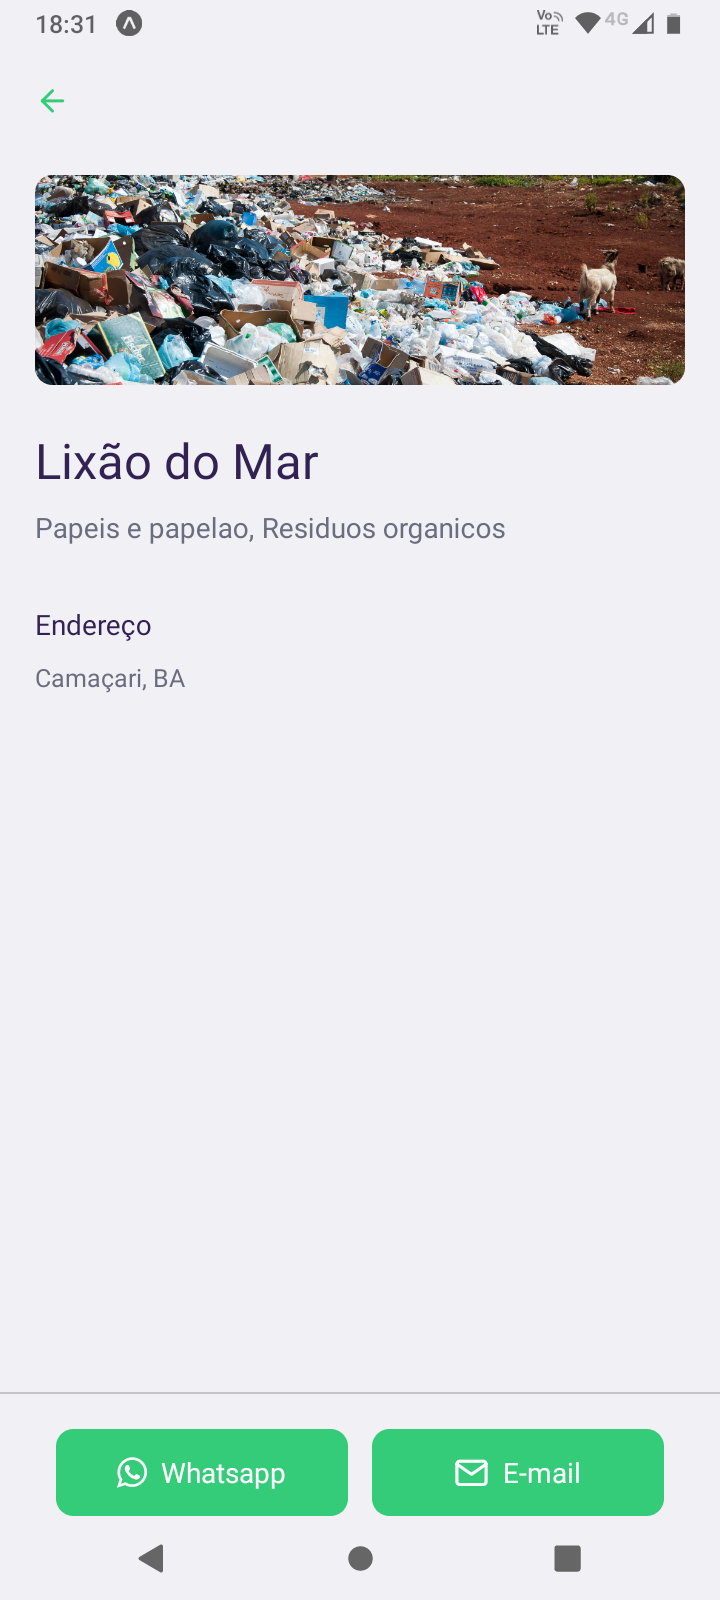 18:31
Vo LTE 4G
Lixão do Mar
Papeis e papelao, Residuos organicos
Endereço
Camaçari, BA
Whatsapp
E-mail